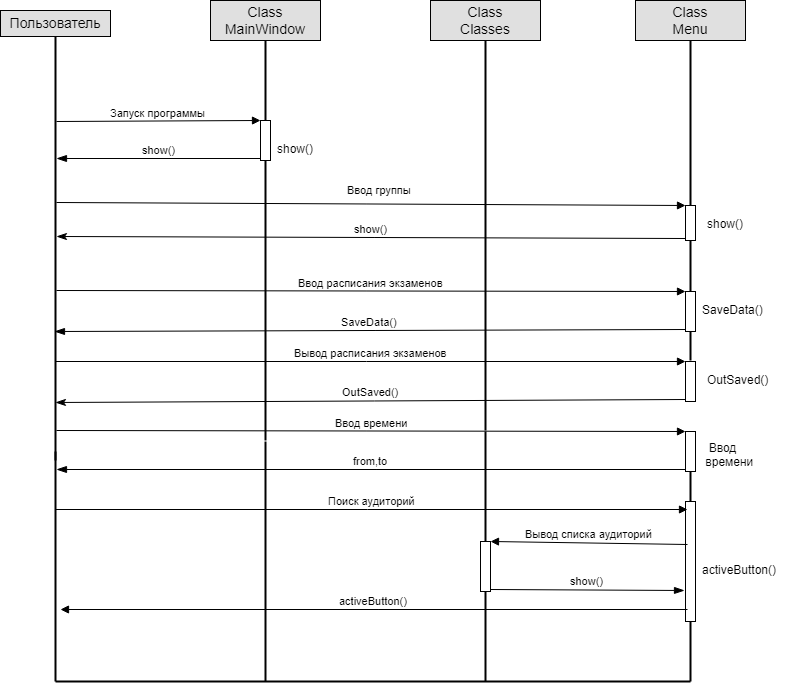 Пользователь
Class
MainWindow
Class
Classes
Class
Menu
Запуск программы
show()
show()
Ввод группы
show()
show()
Ввод расписания экзаменов
SaveData()
SaveData()
Вывод расписания экзаменов
OutSaved()
OutSaved()
Ввод времени
Ввод
времени
from,to
Поиск аудиторий
Вывод списка аудиторий
activeButton()
show()
activeButton()